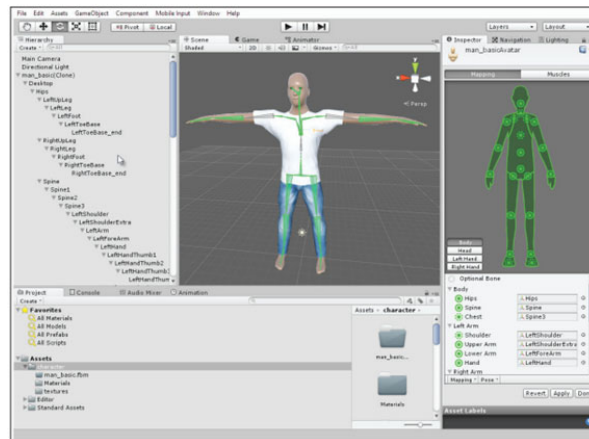 File Edit Assets GameObject Component Mobile Input Window Help
Pivot Local
Layers Layout
Hierarchy
Create
Main Camera
Directional Light
man_basic(Clone)
Desktop
Hips
LeftUpLeg
LeftLeg
LeftFoot
LeftToeBase
LeftToeBase_end
RightUpLeg
RightLeg
RightFoot
RightToeBase
RightToeBase_end
Spine
Spine1
Spine2
Spine3
LeftShoulder
LeftShoulderExtra
LeftArm
LeftForeArm
LeftHand
LeftHandThumb1
LeftHandThumb2
LeftHandThumb3
LeftHandThum
Scene Game Animator
Shaded 2D Gizmos
y
Persp
Inspector Navigation Lighting
man_basicAvatar
Mapping Muscles
Body
Head
Left Hand
Right Hand
Optional Bone
Body
Hips Hips
Spine Spine
Chest Spine3
Left Arm
Shoulder LeftShoulder
Upper Arm LeftShoulderExtra
Lower Arm LeftForeArm
Hand LeftHand
Right Arm
Mapping Pose
Revert Apply Don
Asset Labels
Project Console Audio Mixer Animation
Create
Favorites
All Materials
All Models
All Prefabs
All Scripts
Assets
character
man_basic.fbm
Materials
textures
Editor
Standard Assets
Assets character
man_basic...
Materials